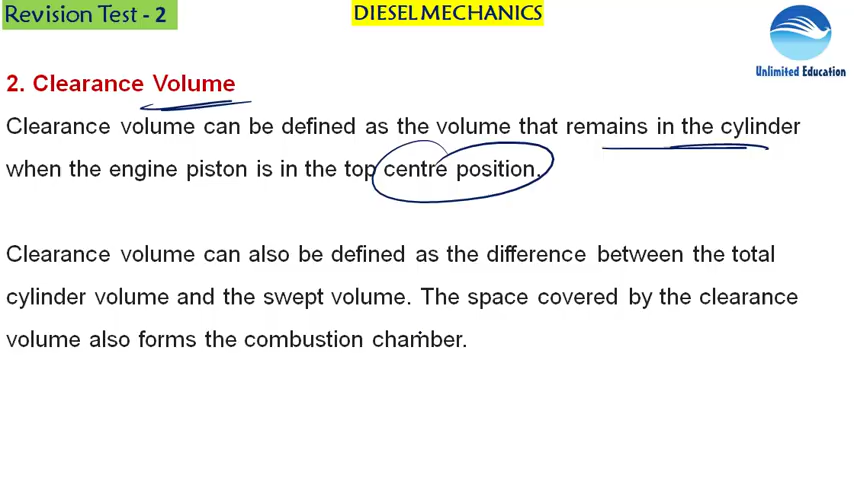 Revision Test - 2
DIESEL MECHANICS
Unlimited Education
2. Clearance Volume
Clearance volume can be defined as the volume that remains in the cylinder
when the engine piston is in the top centre position.
Clearance volume can also be defined as the difference between the total
cylinder volume and the swept volume. The space covered by the clearance
volume also forms the combustion chamber.